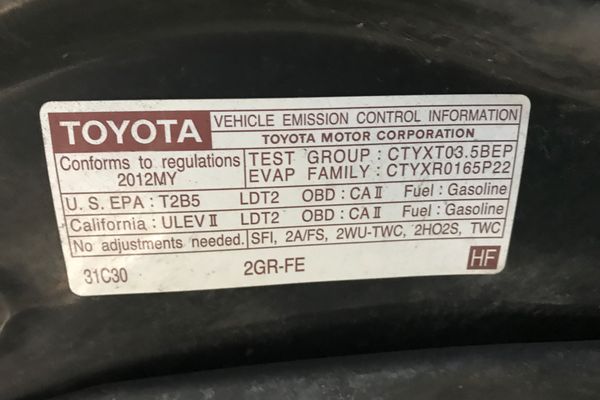 TOYOTA VEHICLE EMISSION CONTROL INFORMATION
TOYOTA MOTOR CORPORATION
Conforms to regulations TEST GROUP : CTYXT03.5BEP
2012MY EVAP FAMILY : CTYXR0165P22
U. S. EPA : T2B5 LDT2 OBD : CA II Fuel : Gasoline
California : ULEV II LDT2 OBD : CA II Fuel : Gasoline
No adjustments needed. SFI, 2A/FS, 2WU-TWC, 2HO2S, TWC
31C30 2GR-FE HF